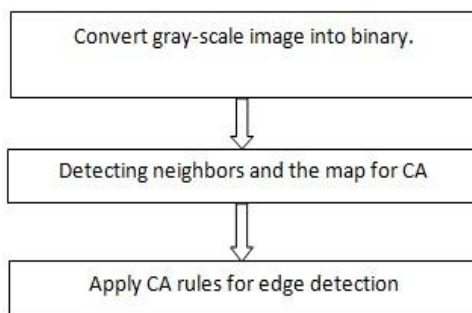 Convert gray-scale image into binary.
Detecting neighbors and the map for CA
Apply CA rules for edge detection